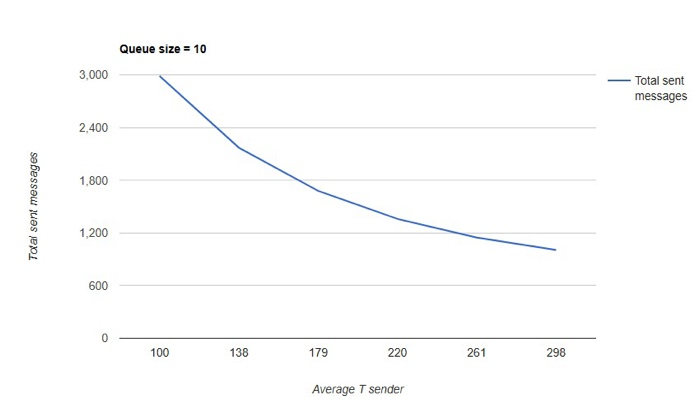 Queue size = 10
3,000
2,400
1,800
1,200
600
0
Total sent messages
100 138 179 220 261 298
Average T sender
Total sent
messages